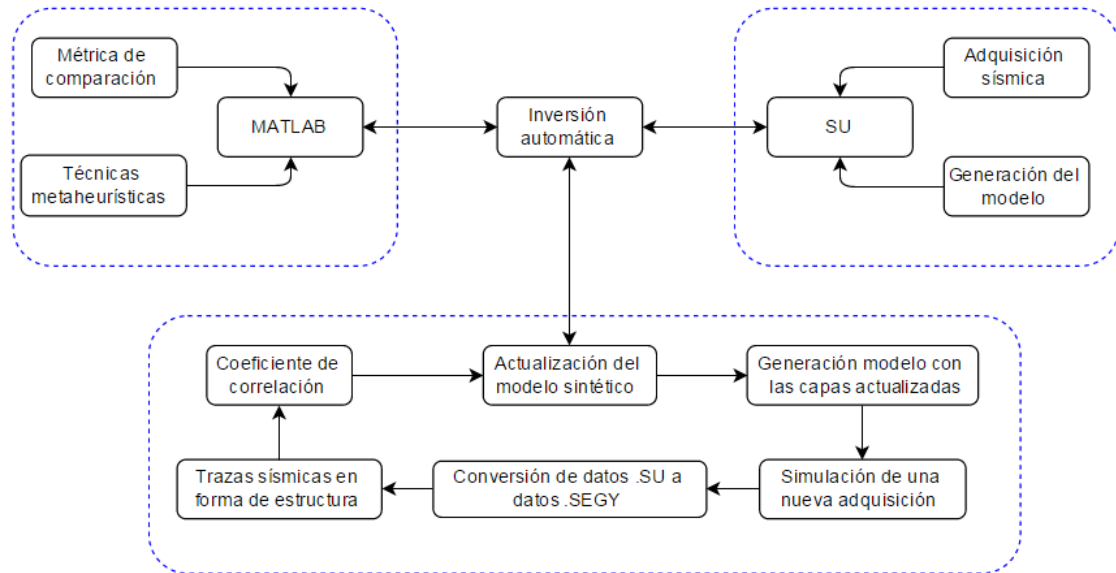 Métrica de
comparación
MATLAB
Técnicas
metaheurísticas
Inversión
automática
Adquisición
sísmica
SU
Generación del
modelo
Coeficiente de
correlación
Actualización del
modelo sintético
Generación modelo con
las capas actualizadas
Trazas sísmicas en
forma de estructura
Conversión de datos .SU a
datos .SEGY
Simulación de una
nueva adquisición